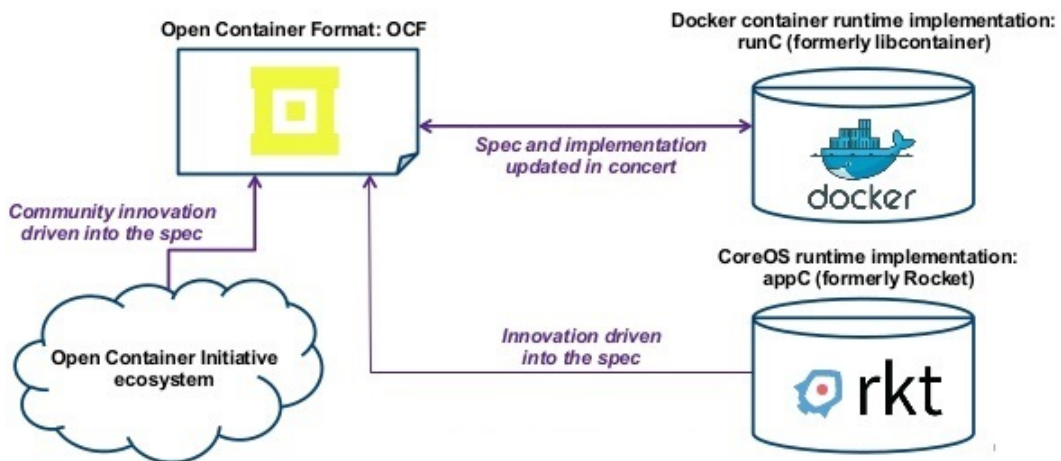 Open Container Format: OCF
Docker container runtime implementation:
runC (formerly libcontainer)
Spec and implementation
updated in concert
docker
Community innovation
driven into the spec
CoreOS runtime implementation:
appC (formerly Rocket)
Open Container Initiative
ecosystem
Innovation driven
into the spec
rkt